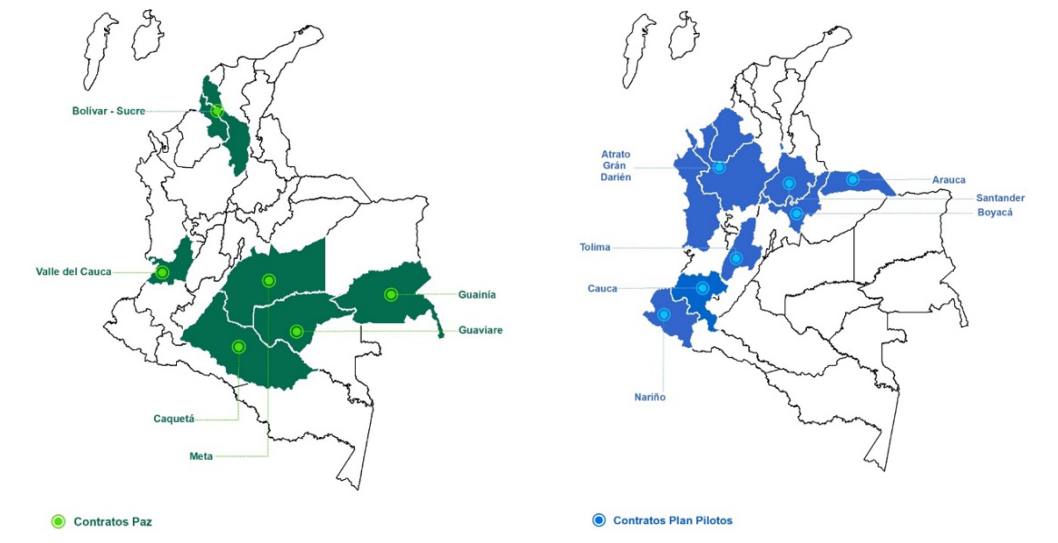 Bolívar - Sucre
Valle del Cauca
Guainía
Guaviare
Caquetá
Meta
Contratos Paz
Atrato
Grán
Darién
Arauca
Santander
Boyacá
Tolima
Cauca
Nariño
Contratos Plan Pilotos